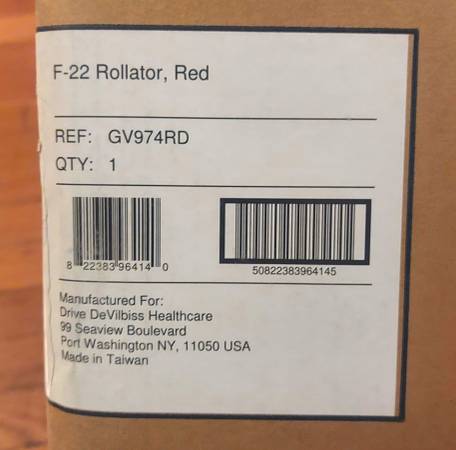 F-22 Rollator, Red
REF: GV974RD
QTY: 1
8 22383 96414 0
50822383964145
Manufactured For:
Drive DeVilbiss Healthcare
99 Seaview Boulevard
Port Washington NY, 11050 USA
Made in Taiwan